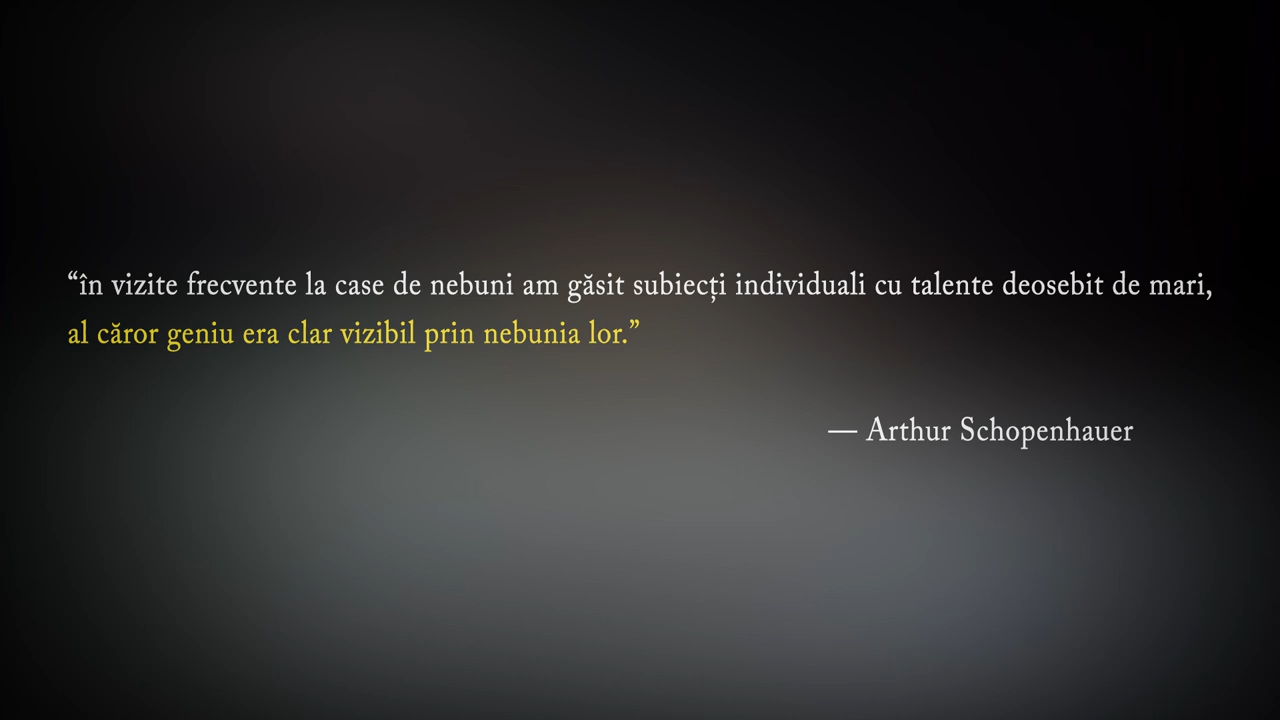 “în vizite frecvente la case de nebuni am găsit subiecți individuali cu talente deosebit de mari,
al căror geniu era clar vizibil prin nebunia lor.”
— Arthur Schopenhauer